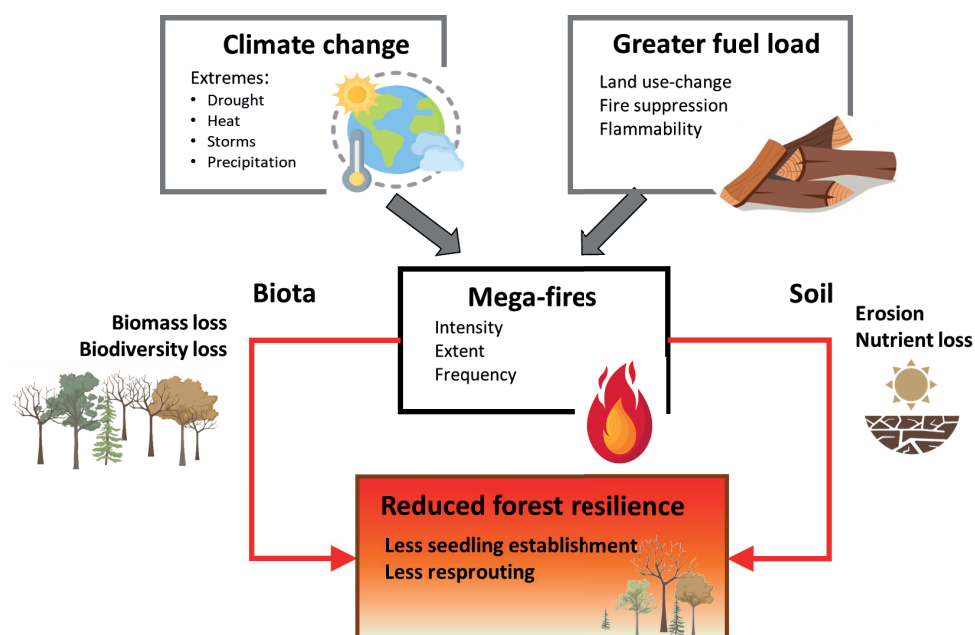 Climate change
Extremes:
• Drought
• Heat
• Storms
• Precipitation
Greater fuel load
Land use-change
Fire suppression
Flammability
Biota
Biomass loss
Biodiversity loss
Mega-fires
Intensity
Extent
Frequency
Soil
Erosion
Nutrient loss
Reduced forest resilience
Less seedling establishment
Less resprouting